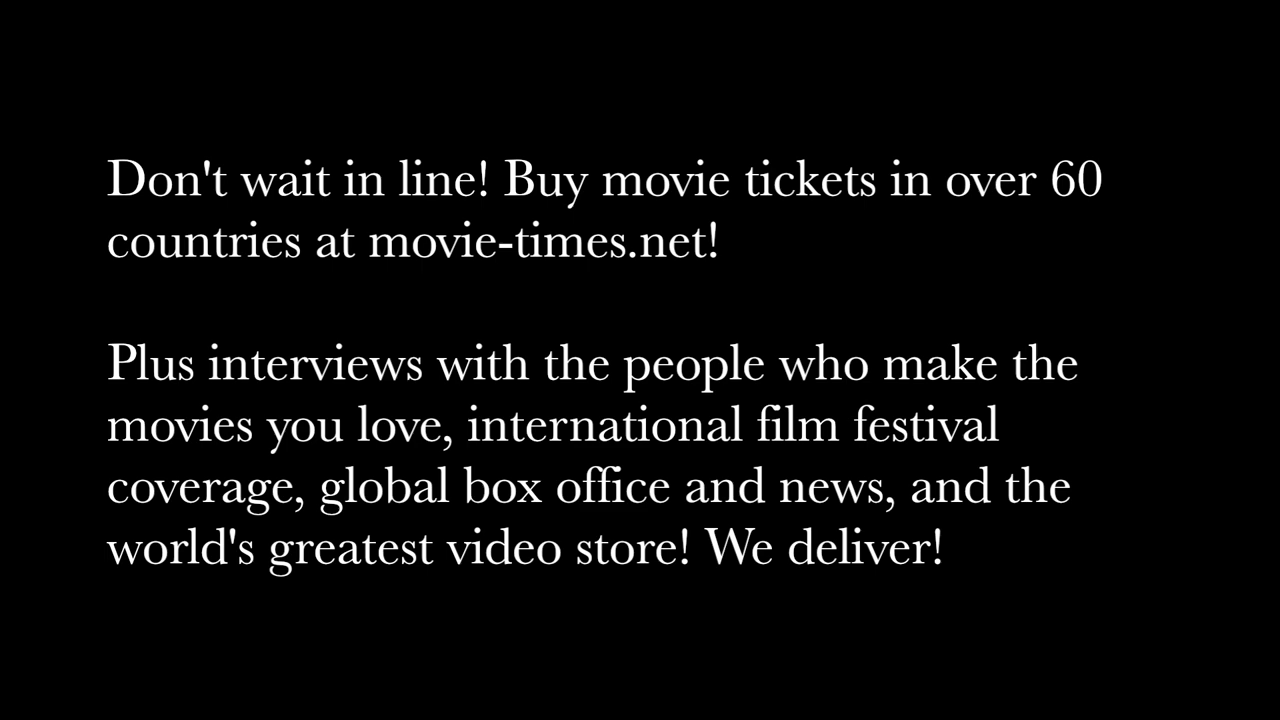 Don't wait in line! Buy movie tickets in over 60
countries at movie-times.net!
Plus interviews with the people who make the
movies you love, international film festival
coverage, global box office and news, and the
world's greatest video store! We deliver!